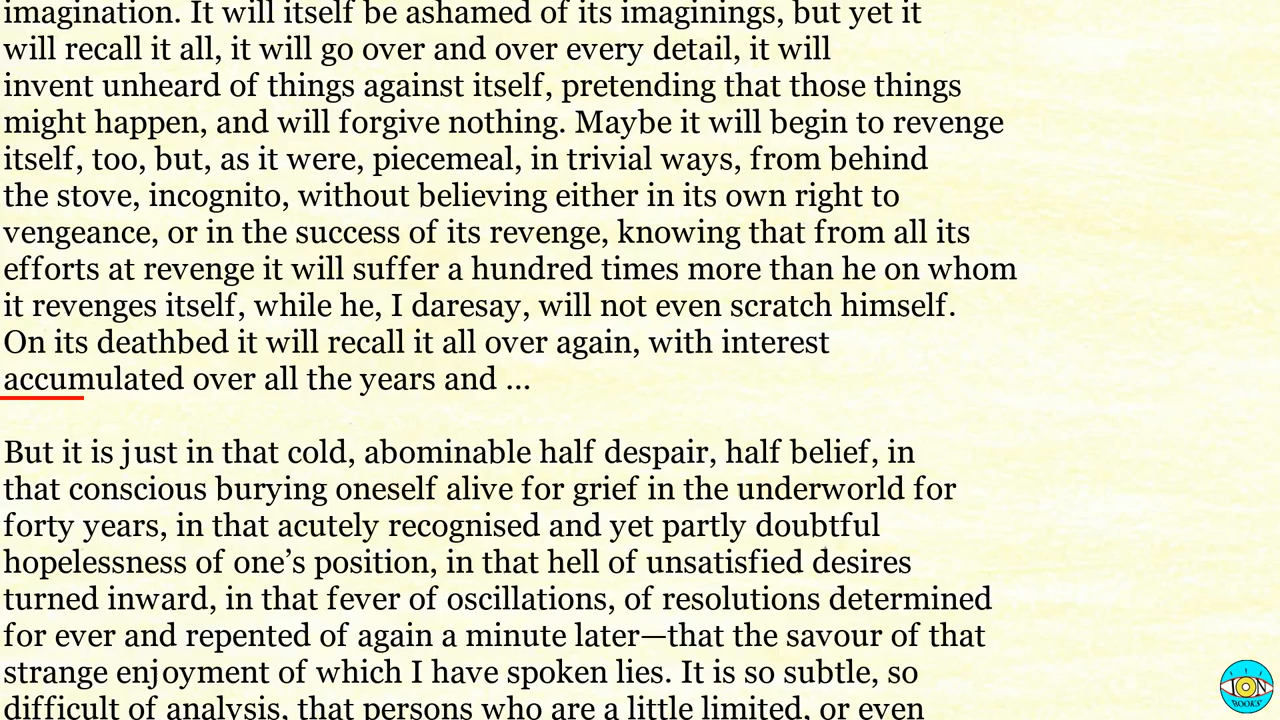 imagination. It will itself be ashamed of its imaginings, but yet it
will recall it all, it will go over and over every detail, it will
invent unheard of things against itself, pretending that those things
might happen, and will forgive nothing. Maybe it will begin to revenge
itself, too, but, as it were, piecemeal, in trivial ways, from behind
the stove, incognito, without believing either in its own right to
vengeance, or in the success of its revenge, knowing that from all its
efforts at revenge it will suffer a hundred times more than he on whom
it revenges itself, while he, I daresay, will not even scratch himself.
On its deathbed it will recall it all over again, with interest
accumulated over all the years and ...
But it is just in that cold, abominable half despair, half belief, in
that conscious burying oneself alive for grief in the underworld for
forty years, in that acutely recognised and yet partly doubtful
hopelessness of one’s position, in that hell of unsatisfied desires
turned inward, in that fever of oscillations, of resolutions determined
for ever and repented of again a minute later—that the savour of that
strange enjoyment of which I have spoken lies. It is so subtle, so
difficult of analysis, that persons who are a little limited, or even
ION
BOOKS